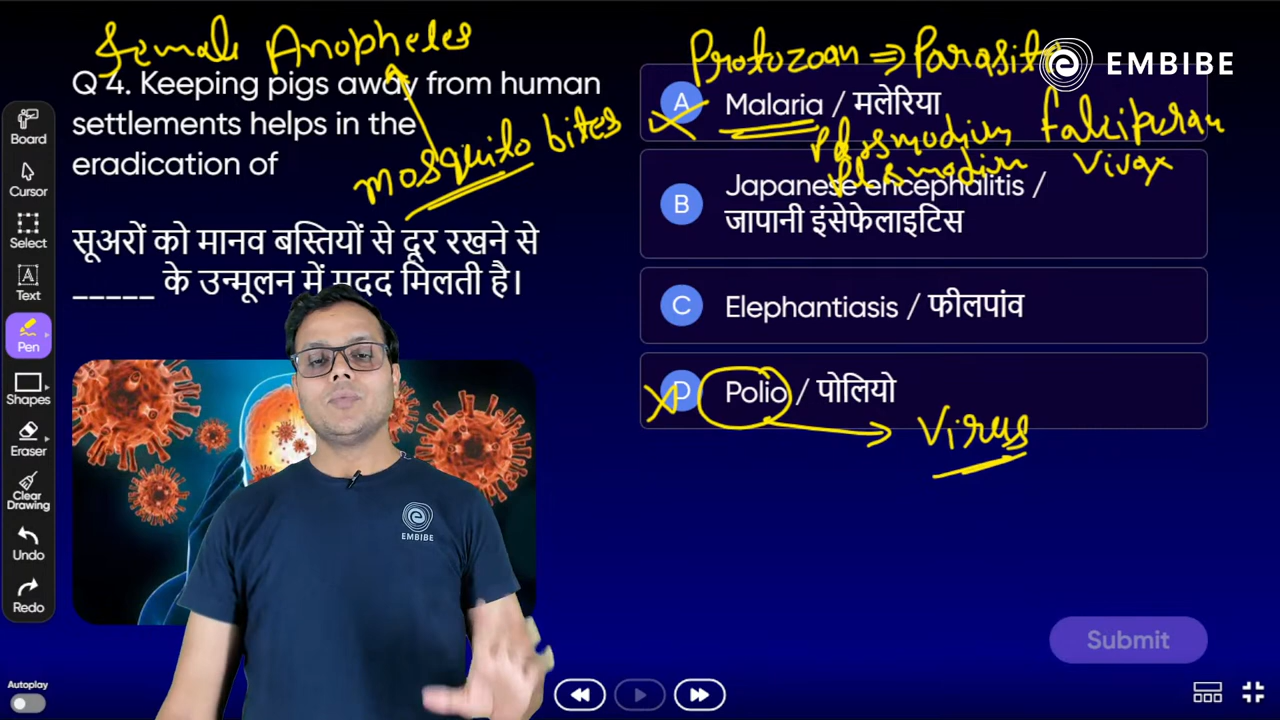 female Anopheles
Q 4. Keeping pigs away from human
settlements helps in the
eradication of
mosquito bites
सूअरों को मानव बस्तियों से दूर रखने से
_____ के उन्मूलन में मदद मिलती है।
Protozoan ⇒ Parasite
EMBIBE
A Malaria / मलेरिया
Plasmodium falciparum
Plasmodium vivax
B Japanese encephalitis /
जापानी इंसेफेलाइटिस
C Elephantiasis / फीलपांव
D Polio / पोलियो
Virus
Board
Cursor
Select
Text
Pen
Shapes
Eraser
Clear
Drawing
Undo
Redo
EMBIBE
Submit
Autoplay